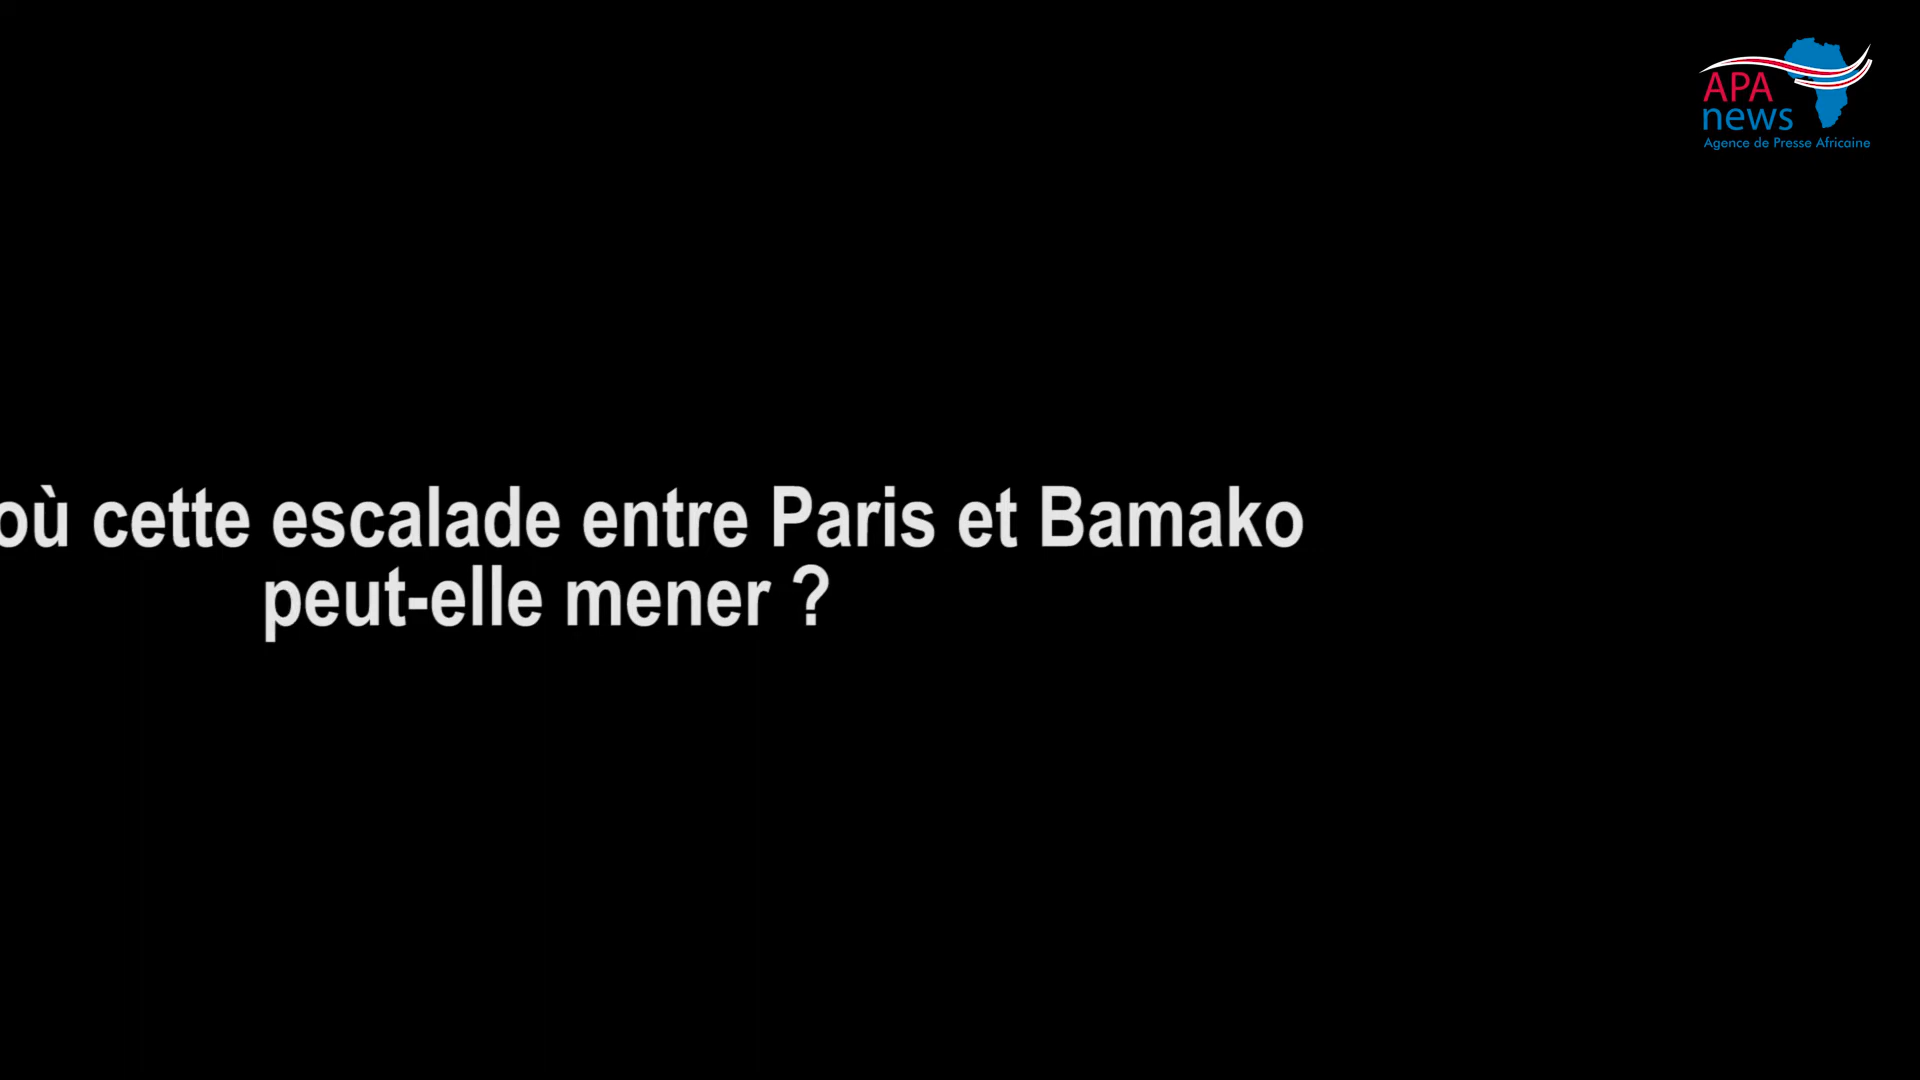 APA
news
Agence de Presse Africaine
où cette escalade entre Paris et Bamako
peut-elle mener ?